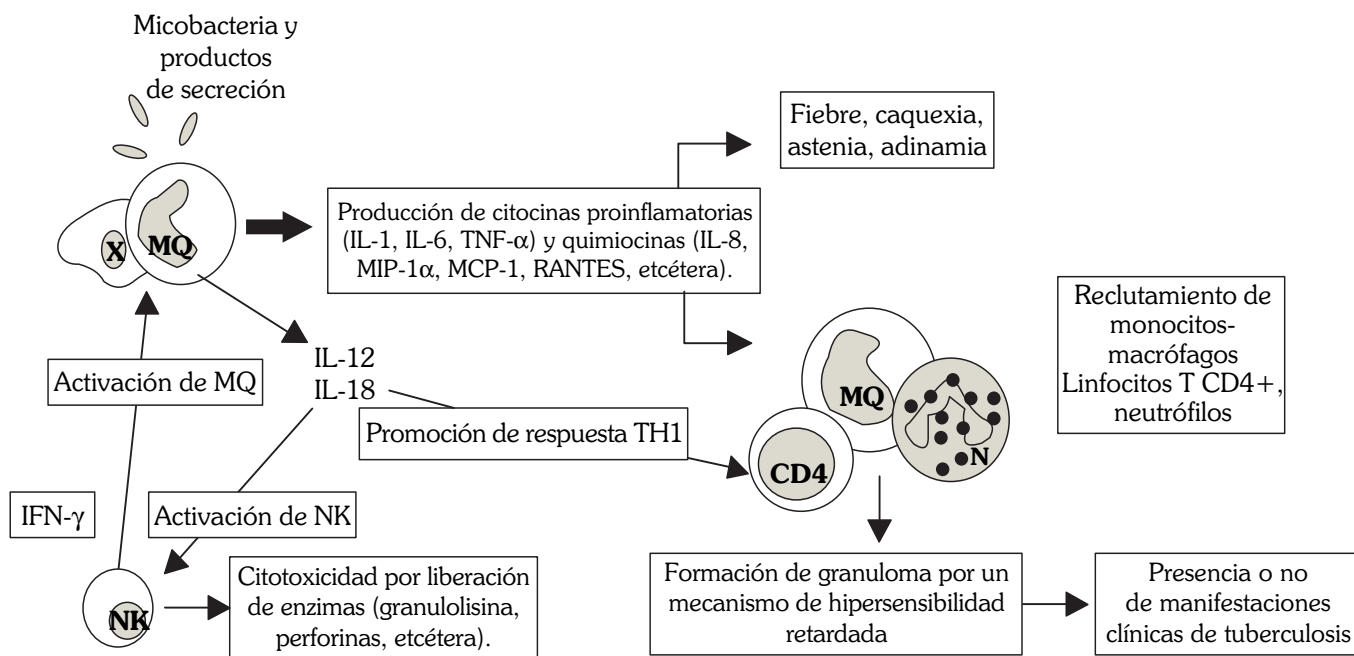 Micobacteria y
productos
de secreción
X
MQ
Producción de citocinas proinflamatorias
(IL-1, IL-6, TNF-α) y quimiocinas (IL-8,
MIP-1α, MCP-1, RANTES, etcétera).
Fiebre, caquexia,
astenia, adinamia
Reclutamiento de
monocitos-
macrófagos
Linfocitos T CD4+,
neutrófilos
MQ
N
CD4
IL-12
IL-18
Activación de MQ
Promoción de respuesta TH1
IFN-γ
Activación de NK
NK
Citotoxicidad por liberación
de enzimas (granulolisina,
perforinas, etcétera).
Formación de granuloma por un
mecanismo de hipersensibilidad
retardada
Presencia o no
de manifestaciones
clínicas de tuberculosis